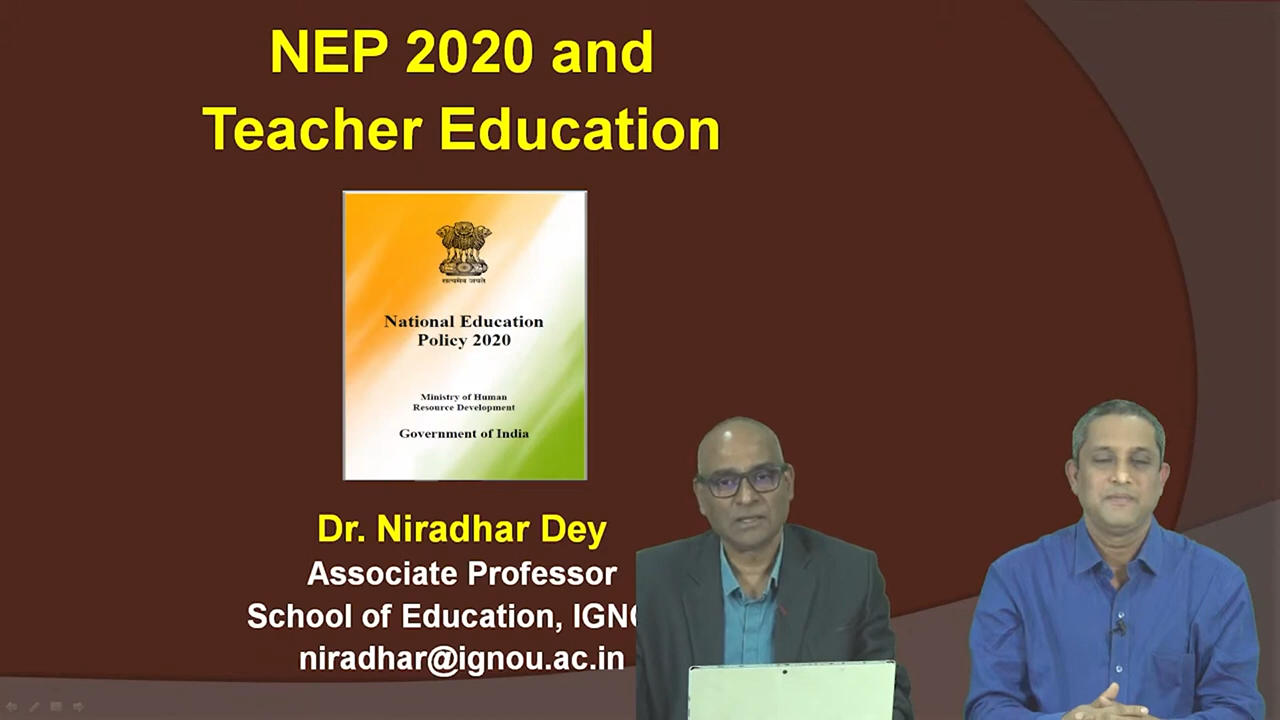 NEP 2020 and
Teacher Education
सत्यमेव जयते
National Education
Policy 2020
Ministry of Human
Resource Development
Government of India
Dr. Niradhar Dey
Associate Professor
School of Education, IGNO
niradhar@ignou.ac.in